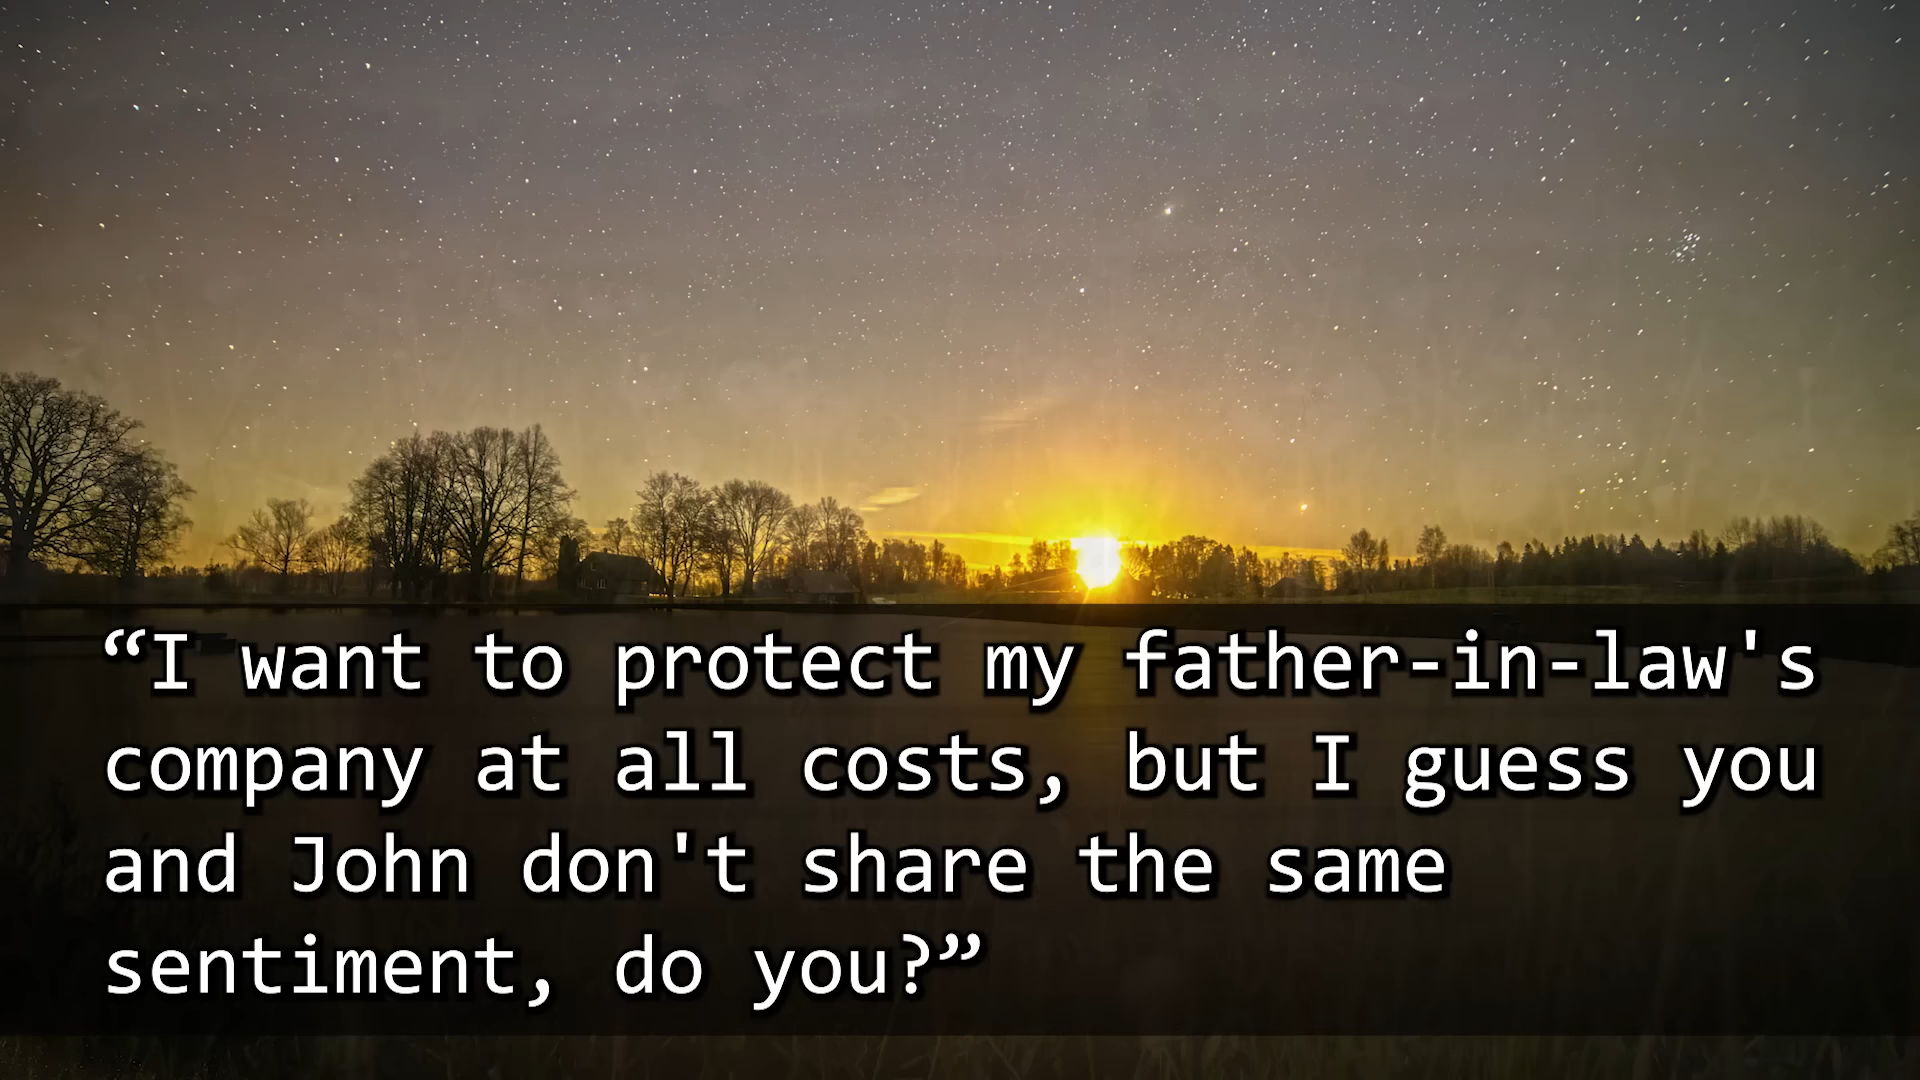 “I want to protect my father-in-law's
company at all costs, but I guess you
and John don't share the same
sentiment, do you?”